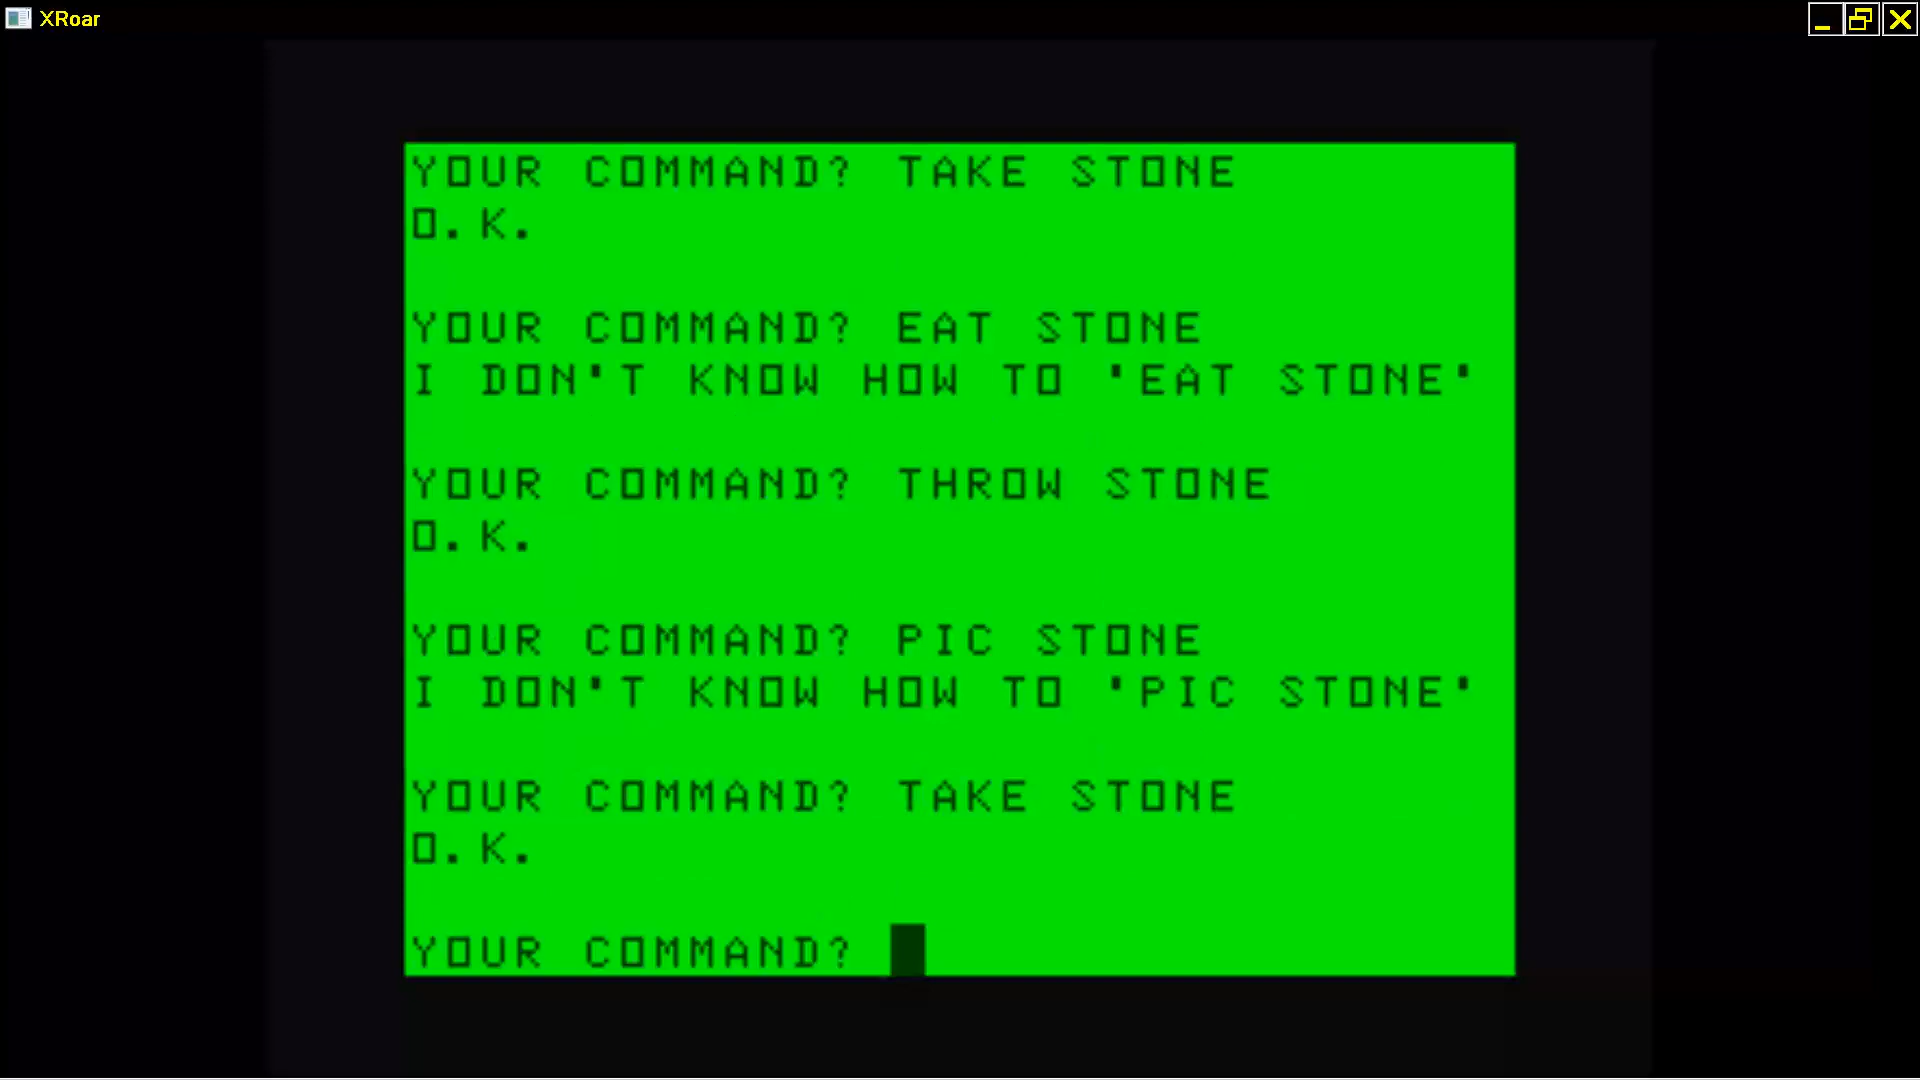 XRoar
YOUR COMMAND? TAKE STONE
O.K.
YOUR COMMAND? EAT STONE
I DON'T KNOW HOW TO 'EAT STONE'
YOUR COMMAND? THROW STONE
O.K.
YOUR COMMAND? PIC STONE
I DON'T KNOW HOW TO 'PIC STONE'
YOUR COMMAND? TAKE STONE
O.K.
YOUR COMMAND?